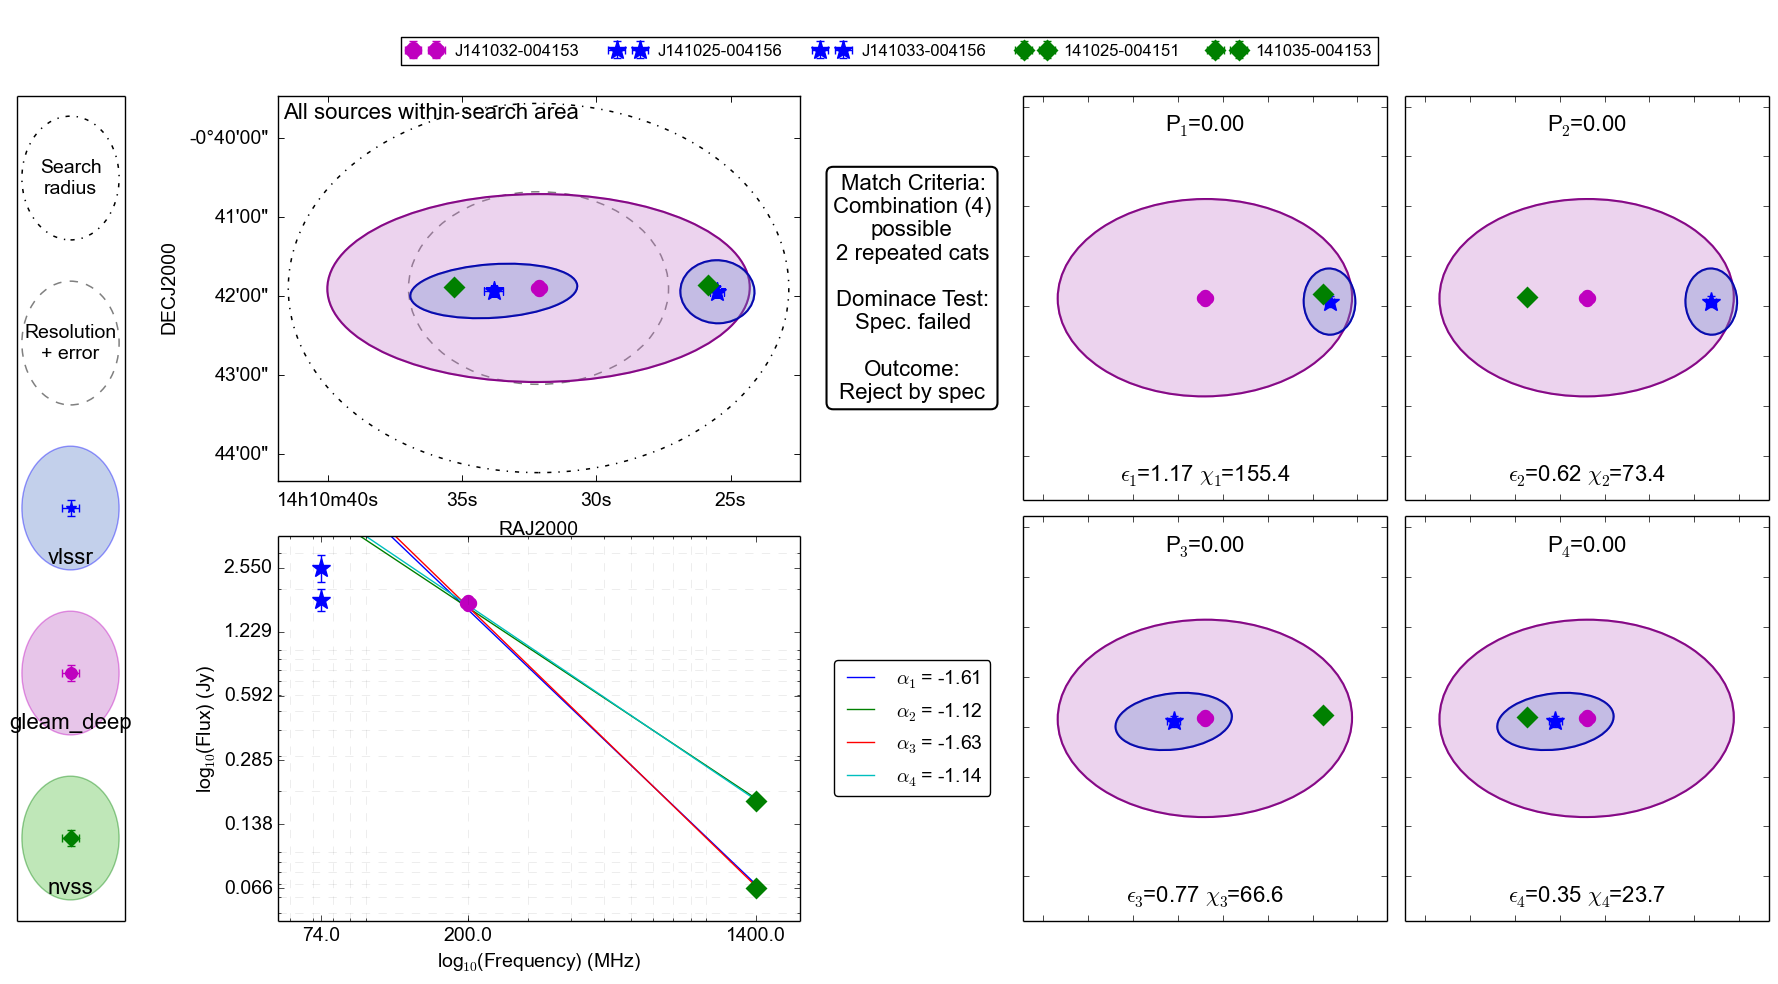 J141032-004153 J141025-004156 J141033-004156 141025-004151 141035-004153
Search
radius
Resolution
+ error
vlssr
gleam_deep
nvss
All sources within search area
DECJ2000
-0°40'00"
41'00"
42'00"
43'00"
44'00"
14h10m40s 35s 30s 25s
RAJ2000
Match Criteria:
Combination (4)
possible
2 repeated cats
Dominace Test:
Spec. failed
Outcome:
Reject by spec
P1=0.00
ϵ1=1.17 χ1=155.4
P2=0.00
ϵ2=0.62 χ2=73.4
log10(Flux) (Jy)
2.550
1.229
0.592
0.285
0.138
0.066
74.0 200.0 1400.0
log10(Frequency) (MHz)
α1 = -1.61
α2 = -1.12
α3 = -1.63
α4 = -1.14
P3=0.00
ϵ3=0.77 χ3=66.6
P4=0.00
ϵ4=0.35 χ4=23.7